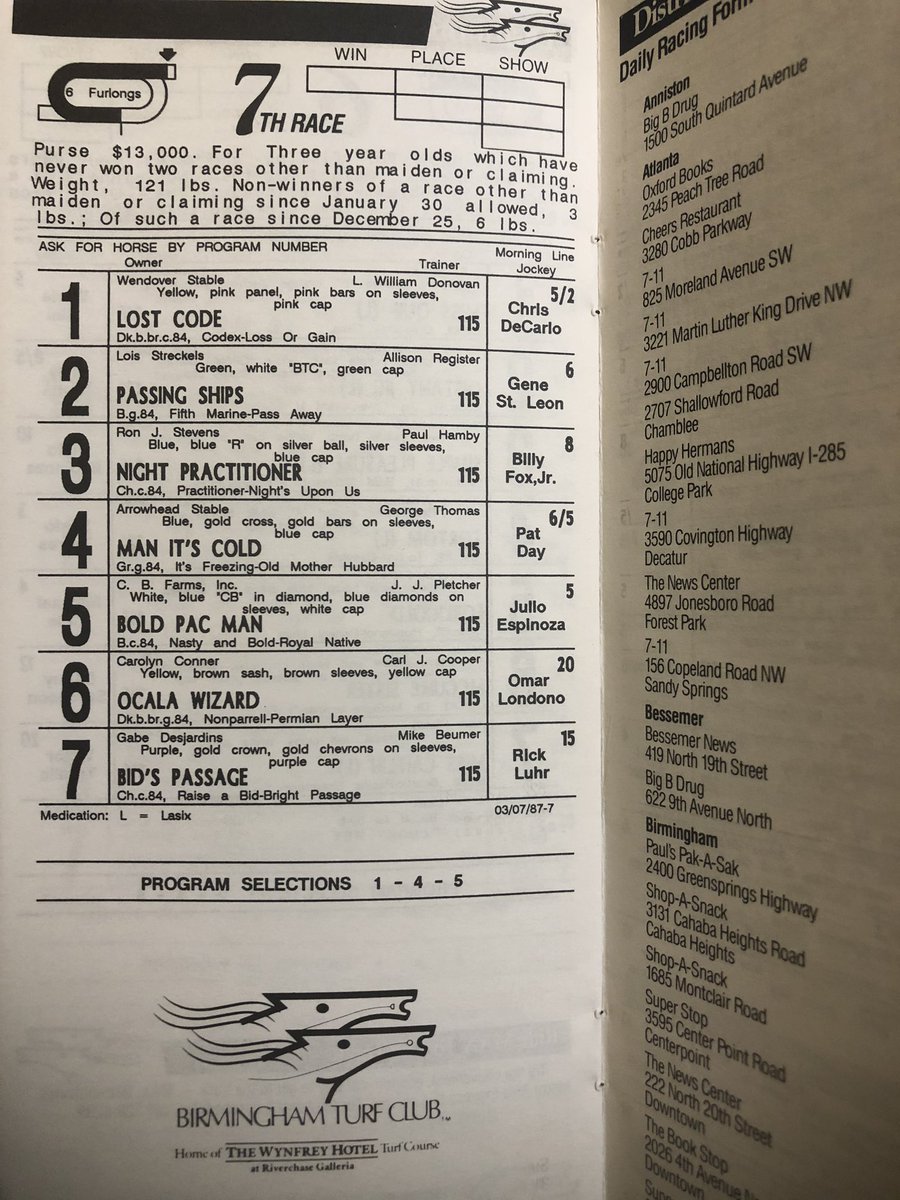 6 Furlongs
7TH RACE
WIN PLACE SHOW
Purse $13,000. For Three year olds which have
never won two races other than maiden or claiming.
Weight, 121 lbs. Non-winners of a race other than
maiden or claiming since January 30 allowed, 3
lbs.; Of such a race since December 25, 6 lbs.
ASK FOR HORSE BY PROGRAM NUMBER
Owner Trainer
Morning Line
Jockey
1
Wendover Stable L. William Donovan
Yellow, pink panel, pink bars on sleeves,
pink cap
LOST CODE 115
Dk.b.br.c.84, Codex-Loss Or Gain
5/2
Chris
DeCarlo
2
Lois Streckels Allison Register
Green, white "BTC", green cap
PASSING SHIPS 115
B.g.84, Fifth Marine-Pass Away
6
Gene
St. Leon
3
Ron J. Stevens Paul Hamby
Blue, blue "R" on silver ball, silver sleeves,
blue cap
NIGHT PRACTITIONER 115
Ch.c.84, Practitioner-Night's Upon Us
8
Billy
Fox,Jr.
4
Arrowhead Stable George Thomas
Blue, gold cross, gold bars on sleeves,
blue cap
MAN IT'S COLD 115
Gr.g.84, It's Freezing-Old Mother Hubbard
6/5
Pat
Day
5
C. B. Farms, Inc. J. J. Pletcher
White, blue "CB" in diamond, blue diamonds on
sleeves, white cap
BOLD PAC MAN 115
B.c.84, Nasty and Bold-Royal Native
5
Julio
Espinoza
6
Carolyn Conner Carl J. Cooper
Yellow, brown sash, brown sleeves, yellow cap
OCALA WIZARD 115
Dk.b.br.g.84, Nonparrell-Permian Layer
20
Omar
Londono
7
Gabe Desjardins Mike Beumer
Purple, gold crown, gold chevrons on sleeves,
purple cap
BID'S PASSAGE 115
Ch.c.84, Raise a Bid-Bright Passage
15
Rick
Luhr
Medication: L = Lasix 03/07/87-7
PROGRAM SELECTIONS 1 - 4 - 5
BIRMINGHAM TURF CLUB
Home of THE WYNFREY HOTEL Turf Course
at Riverchase Galleria
Daily Racing Form
Anniston
Big B Drug
1500 South Quintard Avenue
Atlanta
Oxford Books
2345 Peach Tree Road
Cheers Restaurant
3280 Cobb Parkway
7-11
825 Moreland Avenue SW
7-11
3221 Martin Luther King Drive NW
7-11
2900 Campbellton Road SW
2707 Shallowford Road
Chamblee
Happy Hermans
5075 Old National Highway I-285
College Park
7-11
3590 Covington Highway
Decatur
The News Center
4897 Jonesboro Road
Forest Park
7-11
156 Copeland Road NW
Sandy Springs
Bessemer
Bessemer News
419 North 19th Street
Big B Drug
622 9th Avenue North
Birmingham
Paul's Pak-A-Sak
2400 Greensprings Highway
Shop-A-Snack
3131 Cahaba Heights Road
Cahaba Heights
Shop-A-Snack
1685 Montclair Road
Super Stop
3595 Center Point Road
Centerpoint
The News Center
222 North 20th Street
Downtown
The Book Stop
2026 4th Avenue
Downtown